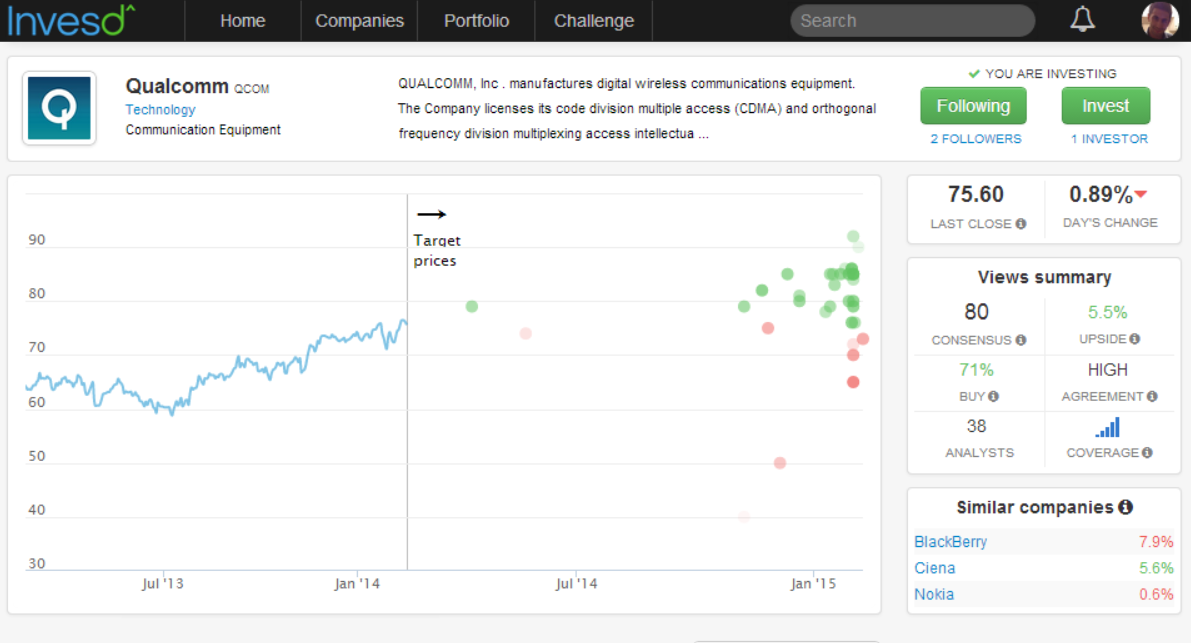 Invesd^
Home
Companies
Portfolio
Challenge
Search
Qualcomm QCOM
Technology
Communication Equipment
QUALCOMM, Inc . manufactures digital wireless communications equipment.
The Company licenses its code division multiple access (CDMA) and orthogonal
frequency division multiplexing access intellectua ...
YOU ARE INVESTING
Following
Invest
2 FOLLOWERS
1 INVESTOR
Target
prices
90
80
70
60
50
40
30
Jul '13
Jan '14
Jul '14
Jan '15
75.60
0.89%
LAST CLOSE
DAY'S CHANGE
Views summary
80
5.5%
CONSENSUS
UPSIDE
71%
HIGH
BUY
AGREEMENT
38
ANALYSTS
COVERAGE
Similar companies
BlackBerry 7.9%
Ciena 5.6%
Nokia 0.6%